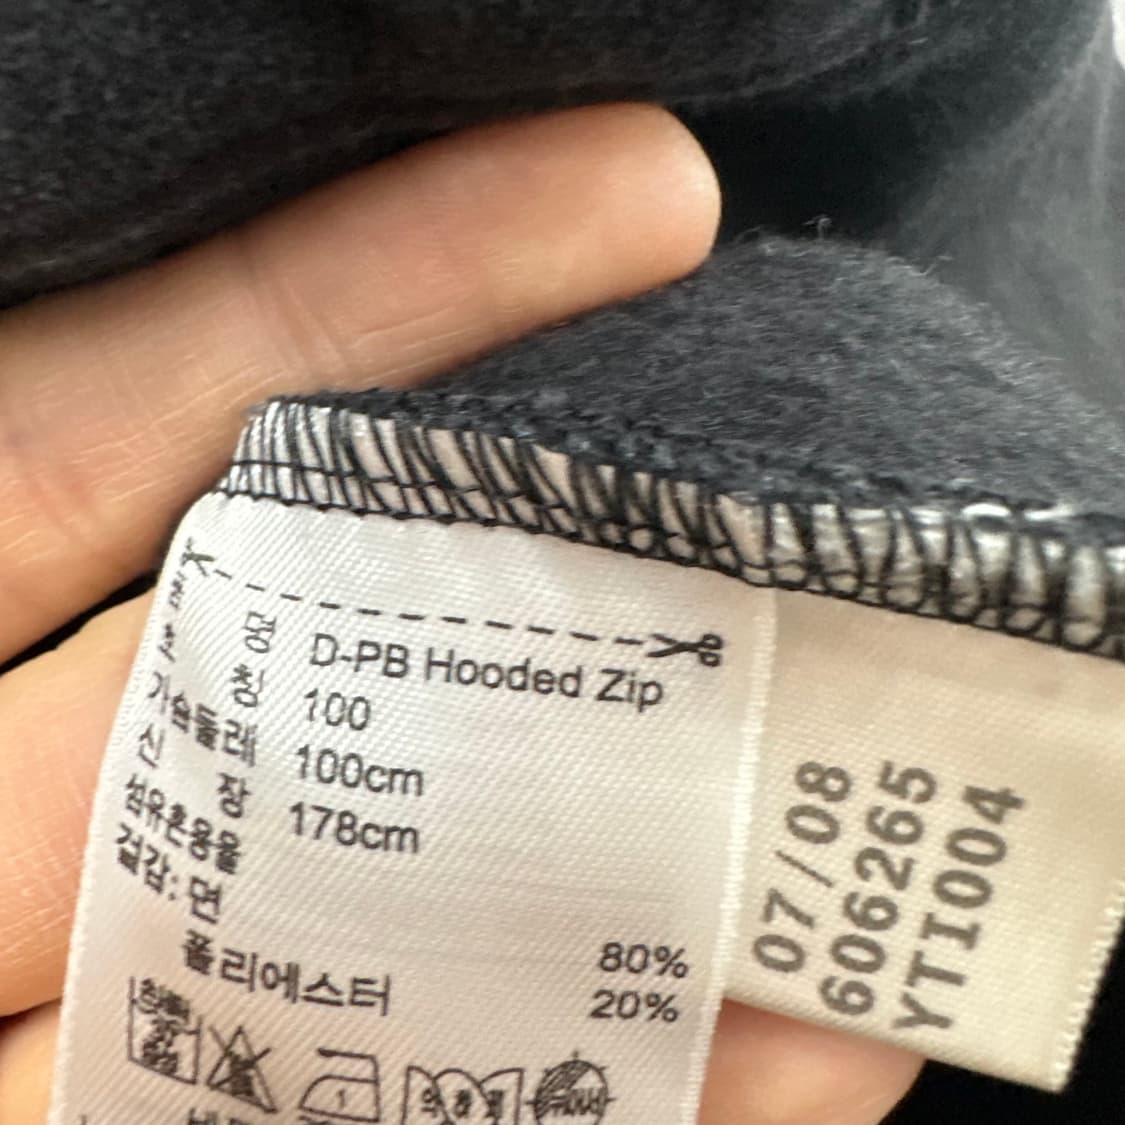 품 명 D-PB Hooded Zip
호 칭 100
가슴둘레 100cm
신 장 178cm
섬유혼용율
겉감: 면 80%
폴리에스터 20%
07/08
606265
YTI004